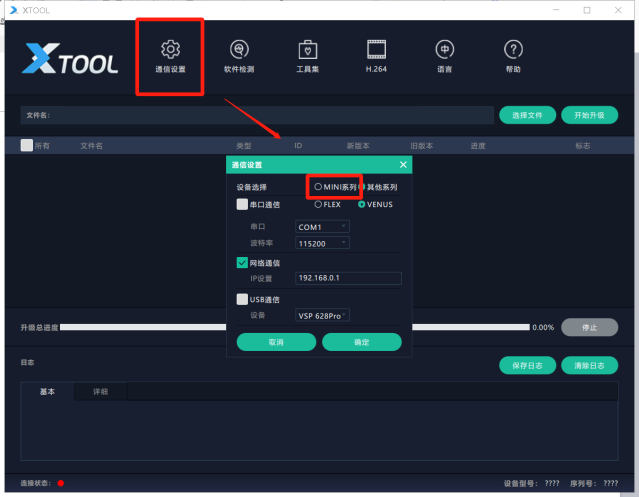 XTOOL
XTOOL
通信设置
软件检测
工具集
H.264
语言
帮助
文件名:
选择文件
开始升级
所有
文件名
类型
ID
新版本
旧版本
进度
标志
通信设置
设备选择
MINI系列
其他系列
串口通信
FLEX
VENUS
串口
COM1
波特率
115200
网络通信
IP设置
192.168.0.1
USB通信
设备
VSP 628Pro
取消
确定
升级总进度
0.00%
停止
日志
保存日志
清除日志
基本
详细
连接状态:
设备型号: ????
序列号: ????